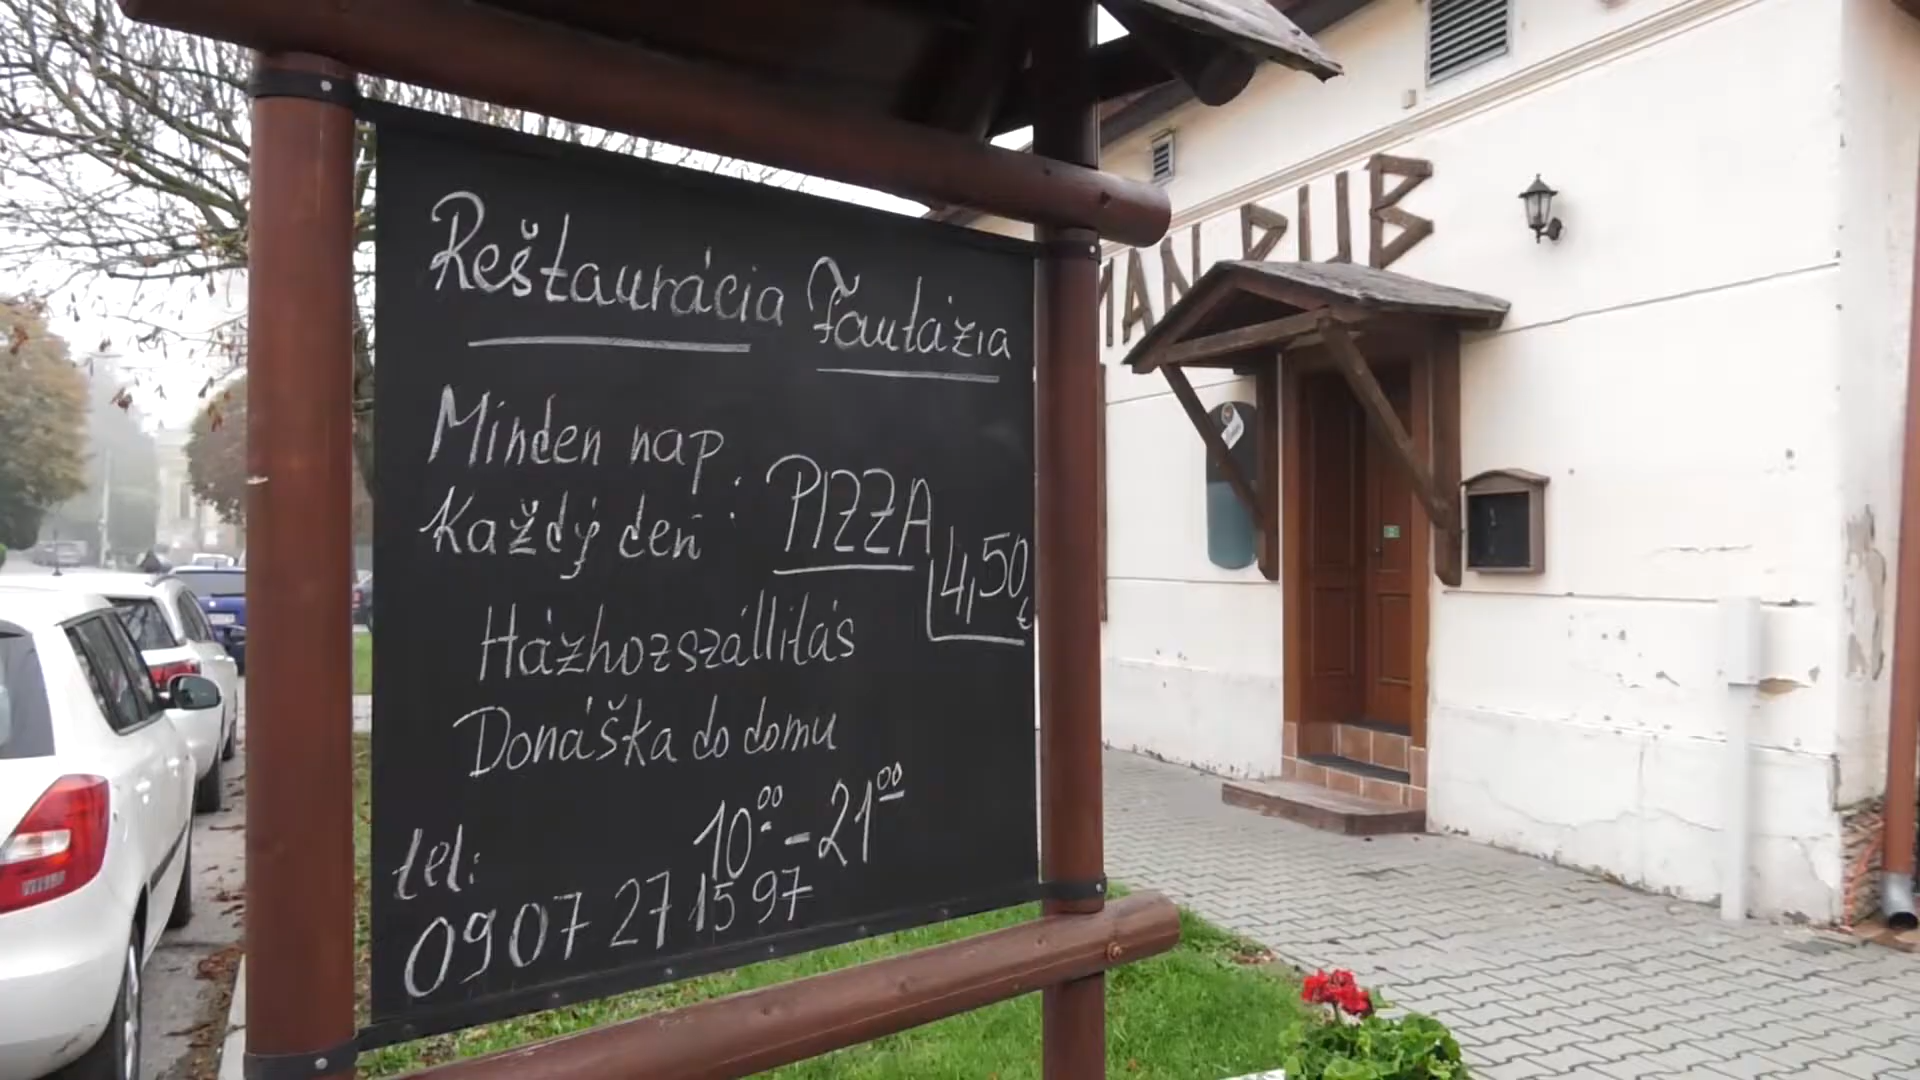 Reštaurácia Fantázia
Minden nap
Každý deň : PIZZA
4,50 €
Házhozszállítás
Donáška do domu
10⁰⁰ - 21⁰⁰
tel:
0907 27 15 97
MAN PUB